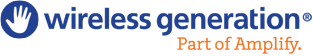 wireless generation®
Part of Amplify.